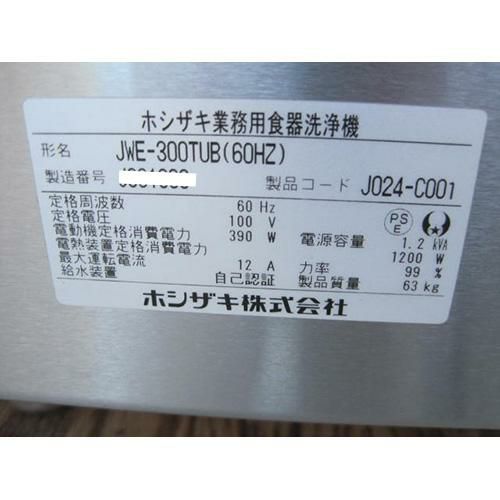 ホシザキ業務用食器洗浄機
形名 JWE-300TUB(60HZ)
製造番号 製品コード J024-C001
定格周波数 60 Hz
定格電圧 100 V
電動機定格消費電力 390 W 電源容量 1.2 kVA
電熱装置定格消費電力 1200 W
最大運転電流 12 A 力率 99 %
給水装置 自己認証 製品質量 63 kg
PS
E
ホシザキ株式会社